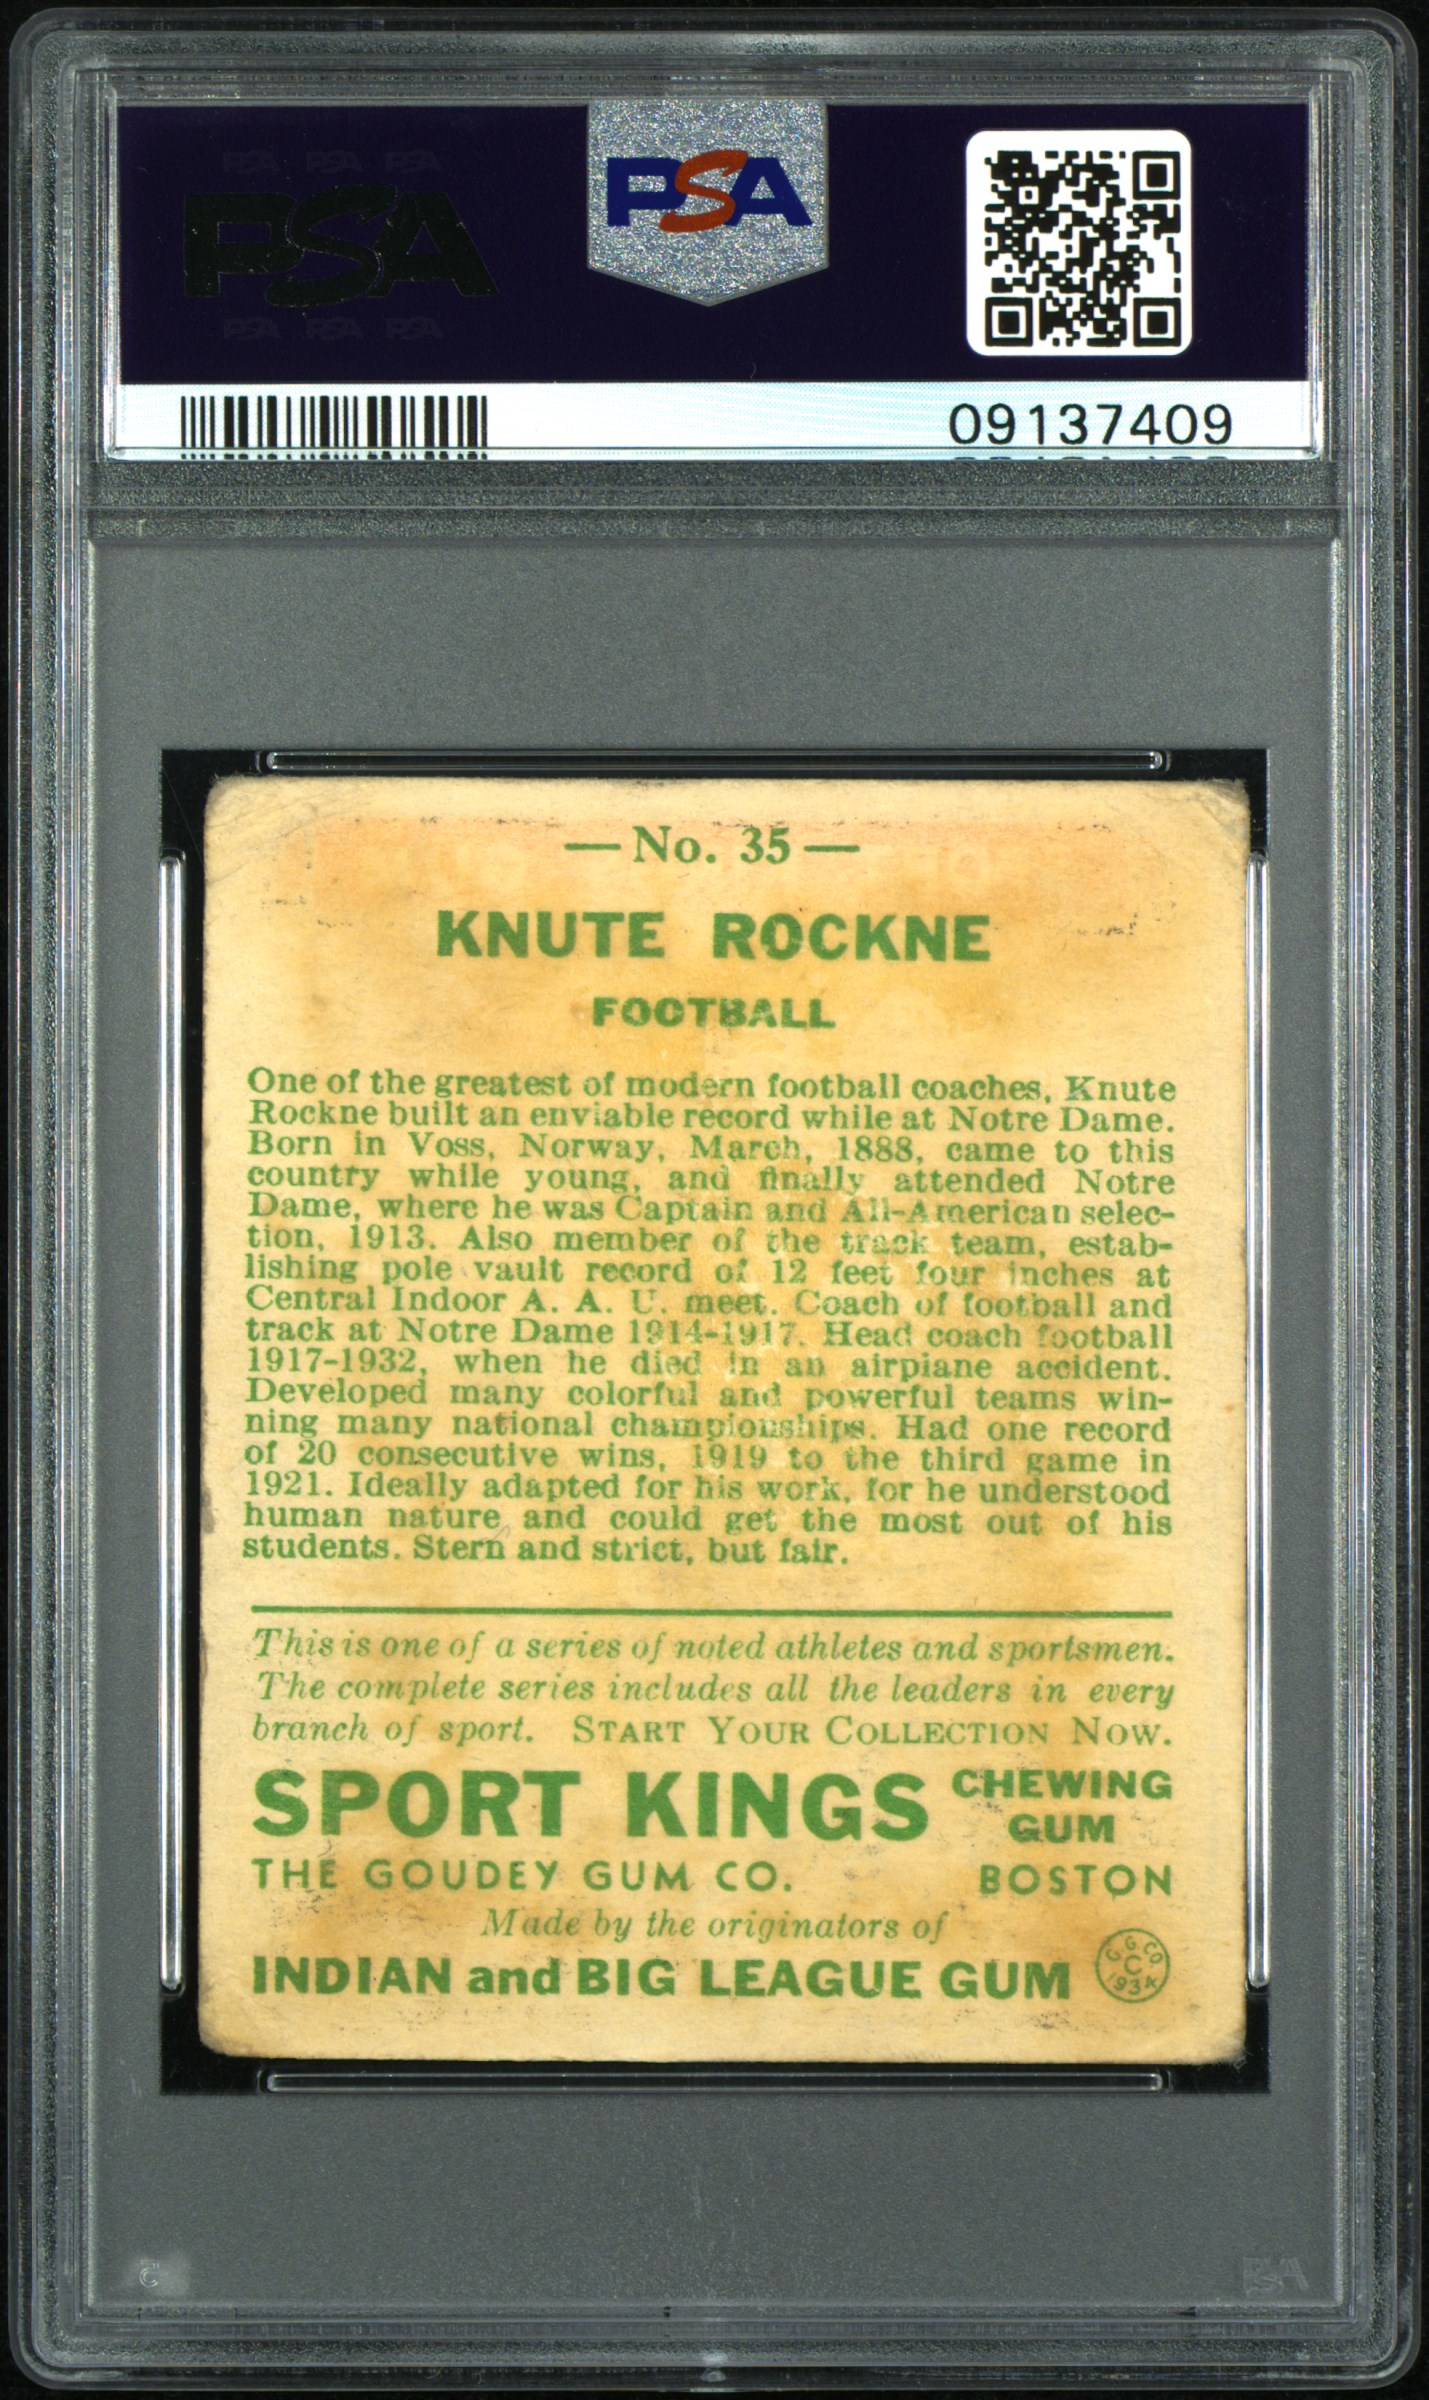 PSA PSA PSA
PSA
PSA
PSA PSA PSA
09137409
— No. 35 —
KNUTE ROCKNE
FOOTBALL
One of the greatest of modern football coaches, Knute
Rockne built an enviable record while at Notre Dame.
Born in Voss, Norway, March, 1888, came to this
country while young, and finally attended Notre
Dame, where he was Captain and All-American selec-
tion, 1913. Also member of the track team, estab-
lishing pole vault record of 12 feet four inches at
Central Indoor A. A. U. meet. Coach of football and
track at Notre Dame 1914-1917. Head coach football
1917-1932, when he died in an airplane accident.
Developed many colorful and powerful teams win-
ning many national championships. Had one record
of 20 consecutive wins, 1919 to the third game in
1921. Ideally adapted for his work, for he understood
human nature and could get the most out of his
students. Stern and strict, but fair.
This is one of a series of noted athletes and sportsmen.
The complete series includes all the leaders in every
branch of sport. START YOUR COLLECTION NOW.
SPORT KINGS CHEWING GUM
THE GOUDEY GUM CO. BOSTON
Made by the originators of
INDIAN and BIG LEAGUE GUM
G. G. CO
C
1934
PSA